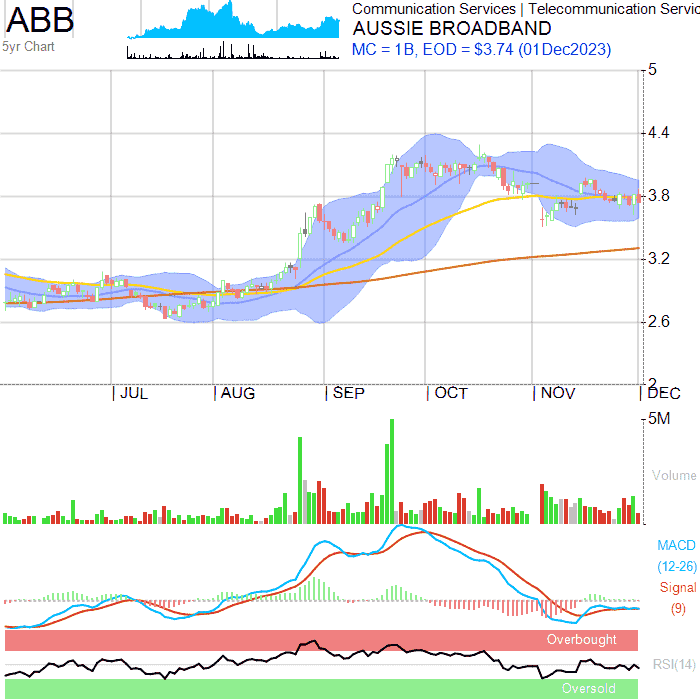 ABB
5yr Chart
Communication Services | Telecommunication Servic
AUSSIE BROADBAND
MC = 1B, EOD = $3.74 (01Dec2023)
5
4.4
3.8
3.2
2.6
2
JUL AUG SEP OCT NOV DEC
5M
Volume
MACD
(12-26)
Signal
(9)
Overbought
RSI(14)
Oversold